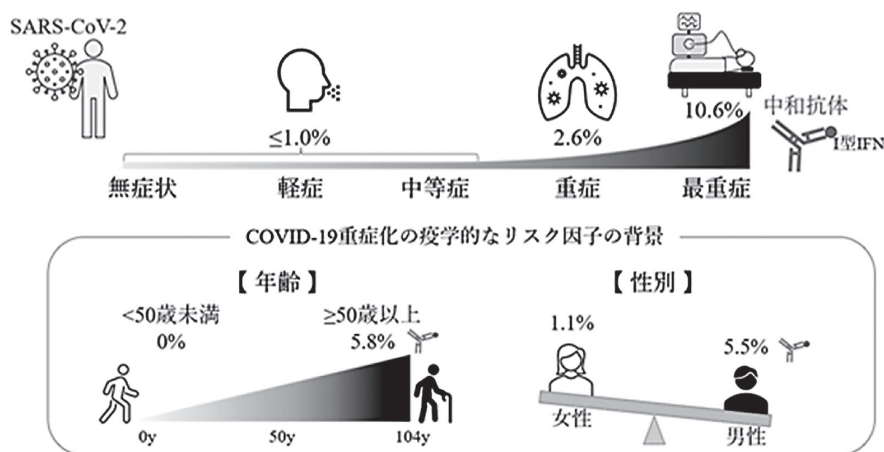 SARS-CoV-2
≤1.0%
2.6%
10.6%
中和抗体
I型IFN
無症状 軽症 中等症 重症 最重症
COVID-19重症化の疫学的なリスク因子の背景
【 年齢 】
<50歳未満 ≥50歳以上
0% 5.8%
0y 50y 104y
【 性別 】
1.1%
5.5%
女性
男性